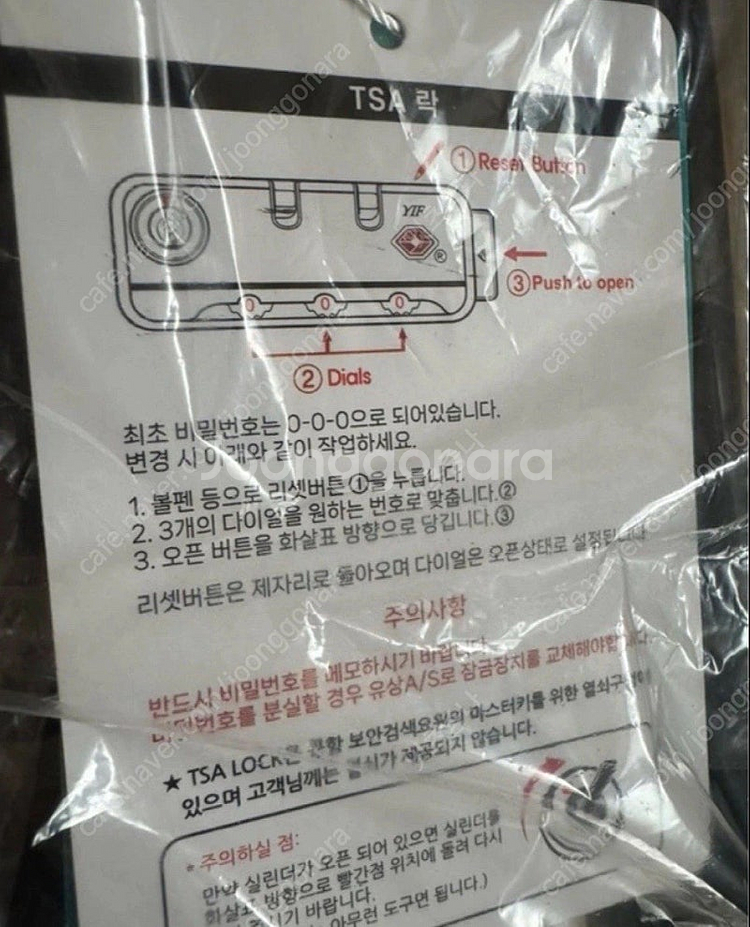 TSA 락
① Reset Button
YIF
®
③ Push to open
0 0 0
② Dials
최초 비밀번호는 0-0-0으로 되어있습니다.
변경 시 아래와 같이 작업하세요.
joonggonara
1. 볼펜 등으로 리셋버튼 ①을 누릅니다.
2. 3개의 다이얼을 원하는 번호로 맞춥니다.②
3. 오픈 버튼을 화살표 방향으로 당깁니다.③
리셋버튼은 제자리로 돌아오며 다이얼은 오픈상태로 설정됩니다
주의사항
반드시 비밀번호를 메모하시기 바랍니다.
비밀번호를 분실할 경우 유상A/S로 잠금장치를 교체해야합니다.
★ TSA LOCK은 공항 보안검색요원의 마스터키를 위한 열쇠구멍이
있으며 고객님께는 열쇠가 제공되지 않습니다.
* 주의하실 점:
만약 실린더가 오픈 되어 있으면 실린더를
화살표 방향으로 빨간점 위치에 돌려 다시
바랍니다.
아무런 도구면 됩니다.)
cafe.naver.com/joonggonara